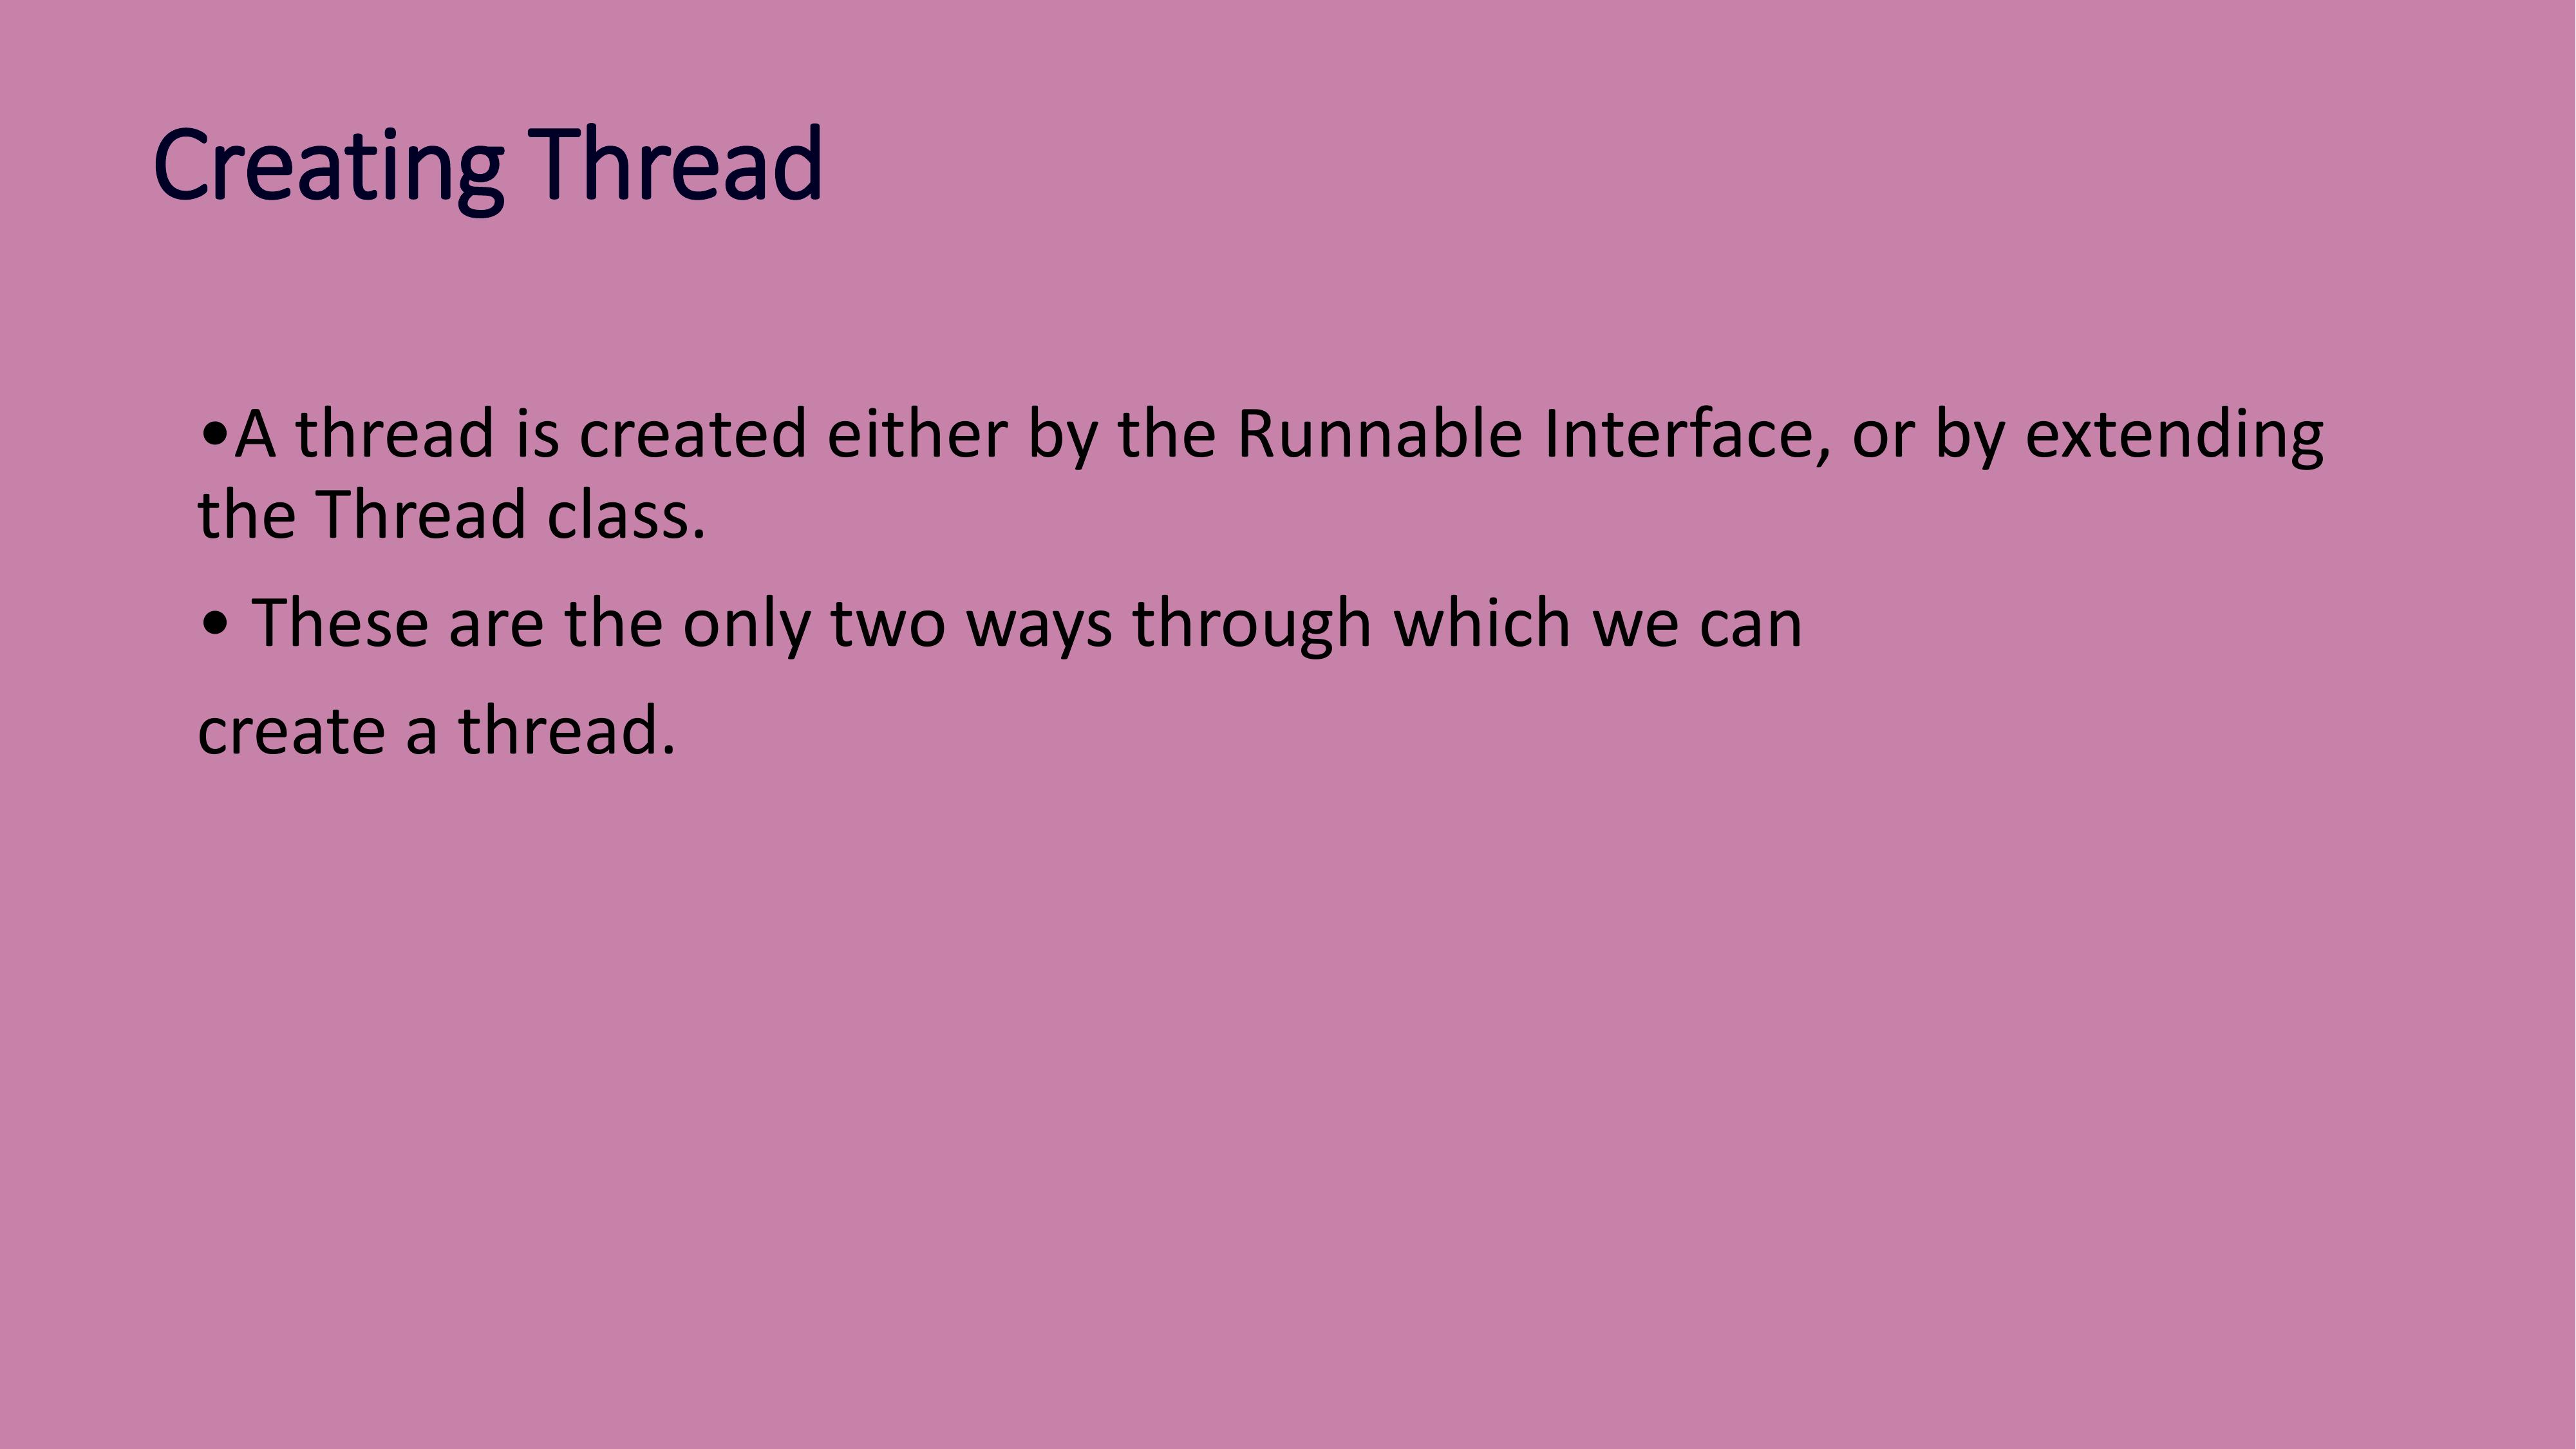 Creating Thread
•A thread is created either by the Runnable Interface, or by extending
the Thread class.
• These are the only two ways through which we can
create a thread.